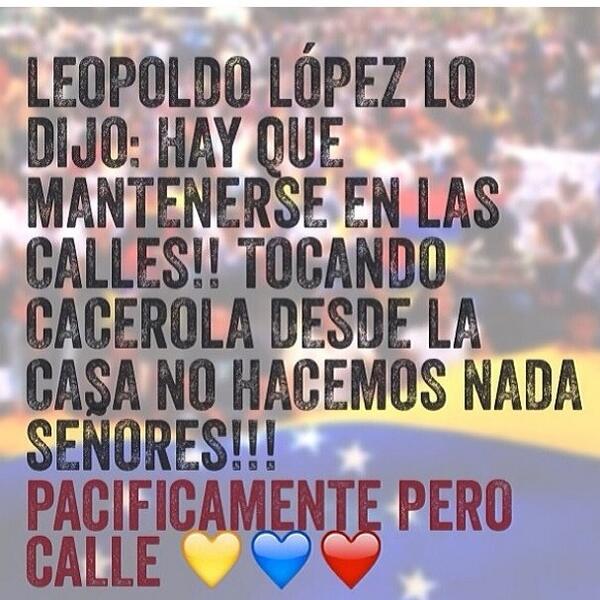 LEOPOLDO LÓPEZ LO
DIJO: HAY QUE
MANTENERSE EN LAS
CALLES!! TOCANDO
CACEROLA DESDE LA
CASA NO HACEMOS NADA
SEÑORES!!!
PACIFICAMENTE PERO
CALLE 💛💙❤️